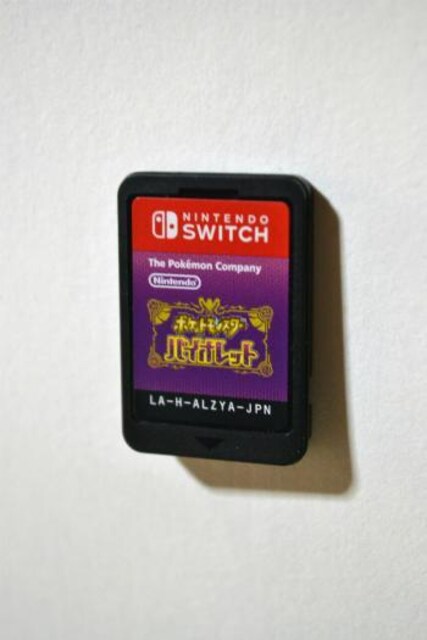 NINTENDO
SWITCH
The Pokémon Company
Nintendo
ポケットモンスター
バイオレット
LA-H-ALZYA-JPN